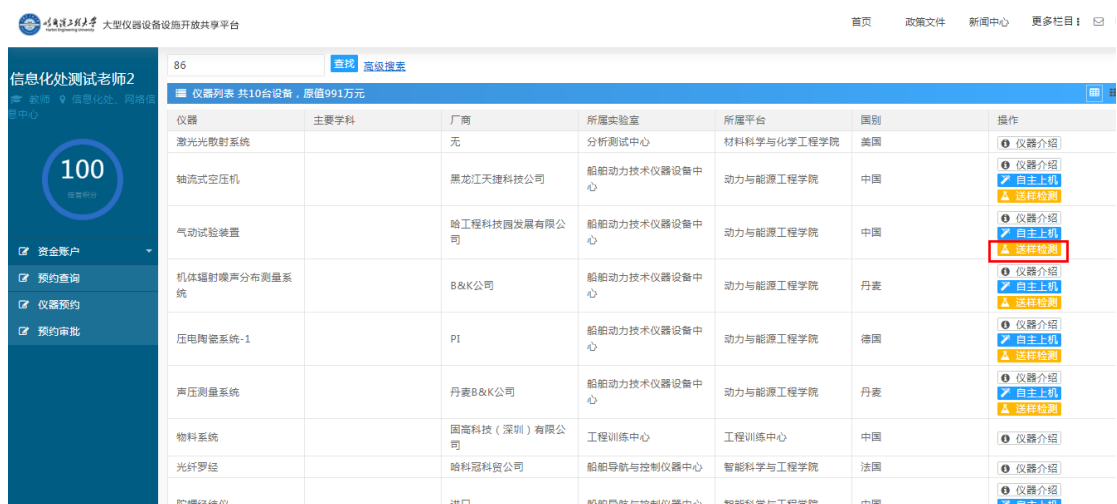 哈尔滨工程大学 大型仪器设备设施开放共享平台
Harbin Engineering University
首页 政策文件 新闻中心 更多栏目
信息化处测试老师2
教师 信息化处、网络信
息中心
100
信誉积分
资金账户
预约查询
仪器预约
预约审批
86 查找 高级搜索
仪器列表 共10台设备，原值991万元
仪器 主要学科 厂商 所属实验室 所属平台 国别 操作
激光光散射系统 无 分析测试中心 材料科学与化学工程学院 美国 仪器介绍
轴流式空压机 黑龙江天捷科技公司 船舶动力技术仪器设备中
心 动力与能源工程学院 中国 仪器介绍
自主上机
送样检测
气动试验装置 哈工程科技园发展有限公
司 船舶动力技术仪器设备中
心 动力与能源工程学院 中国 仪器介绍
自主上机
送样检测
机体辐射噪声分布测量系
统 B&K公司 船舶动力技术仪器设备中
心 动力与能源工程学院 丹麦 仪器介绍
自主上机
送样检测
压电陶瓷系统-1 PI 船舶动力技术仪器设备中
心 动力与能源工程学院 德国 仪器介绍
自主上机
送样检测
声压测量系统 丹麦B&K公司 船舶动力技术仪器设备中
心 动力与能源工程学院 丹麦 仪器介绍
自主上机
送样检测
物料系统 固高科技（深圳）有限公
司 工程训练中心 工程训练中心 中国 仪器介绍
光纤罗经 哈科冠科贸公司 船舶导航与控制仪器中心 智能科学与工程学院 法国 仪器介绍
仪器介绍
自主上机